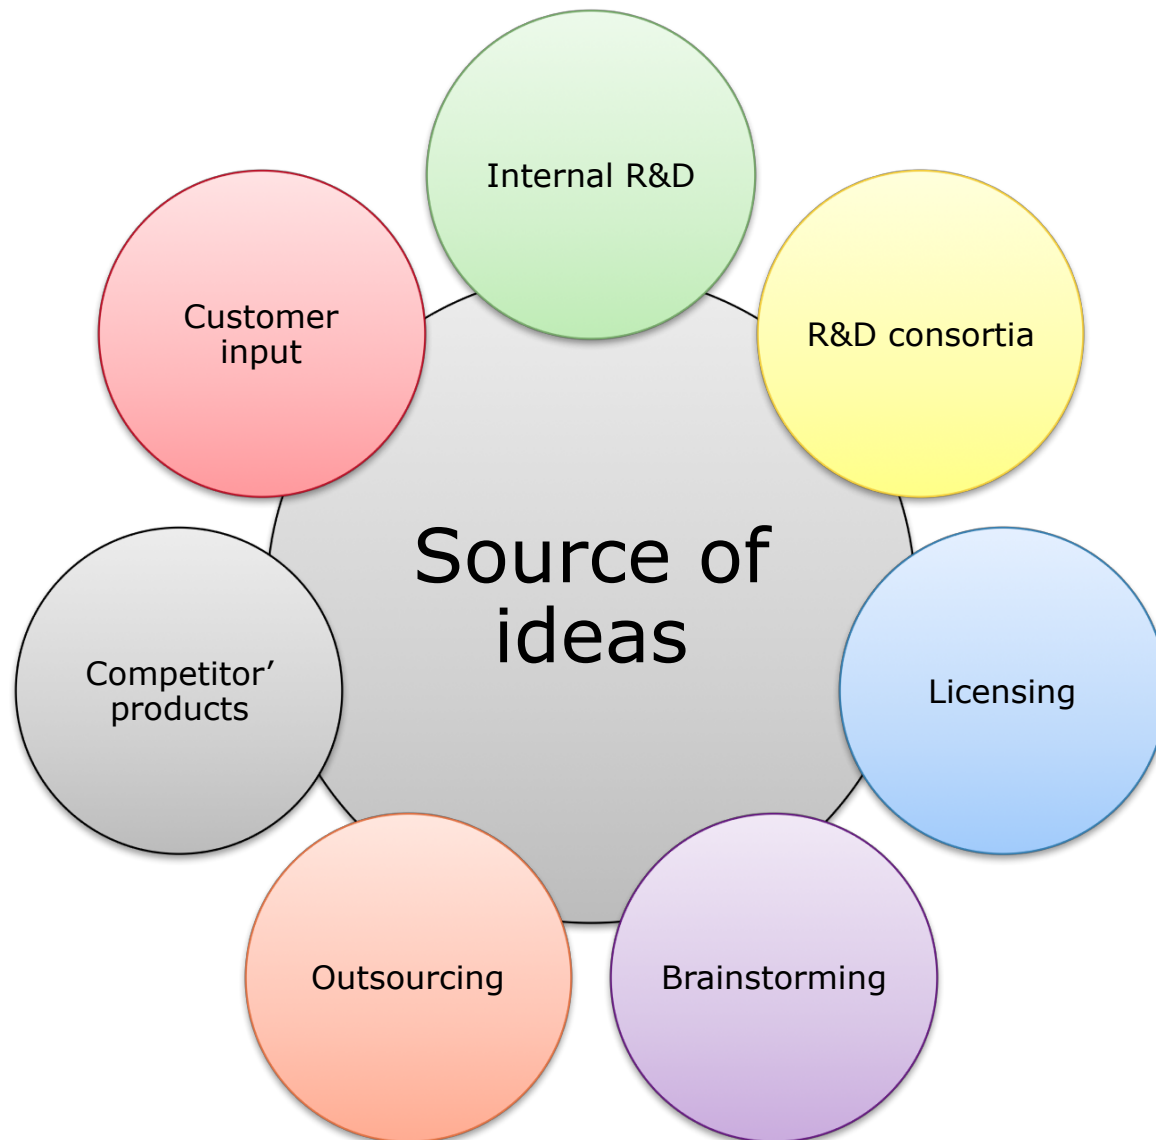 Internal R&D
R&D consortia
Licensing
Brainstorming
Outsourcing
Competitor’
products
Customer
input
Source of
ideas